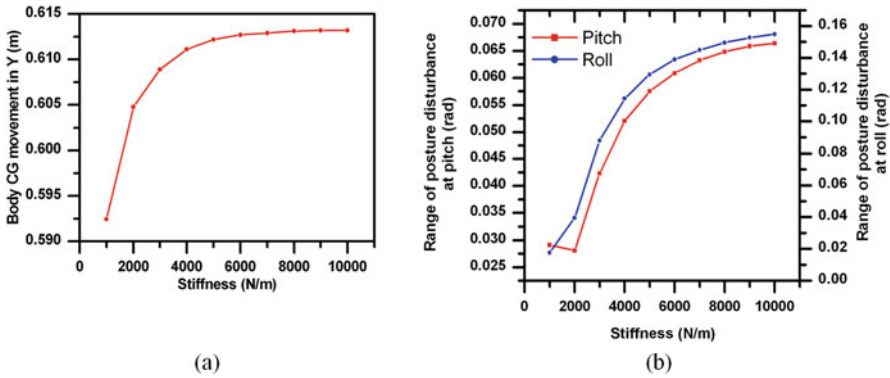 Body CG movement in Y (m)
0.615
0.610
0.605
0.600
0.595
0.590
0 2000 4000 6000 8000 10000
Stiffness (N/m)
(a)
Range of posture disturbance
at pitch (rad)
0.070
0.065
0.060
0.055
0.050
0.045
0.040
0.035
0.030
0.025
Pitch
Roll
0.16
0.14
0.12
0.10
0.08
0.06
0.04
0.02
0.00
Range of posture disturbance
at roll (rad)
0 2000 4000 6000 8000 10000
Stiffness (N/m)
(b)